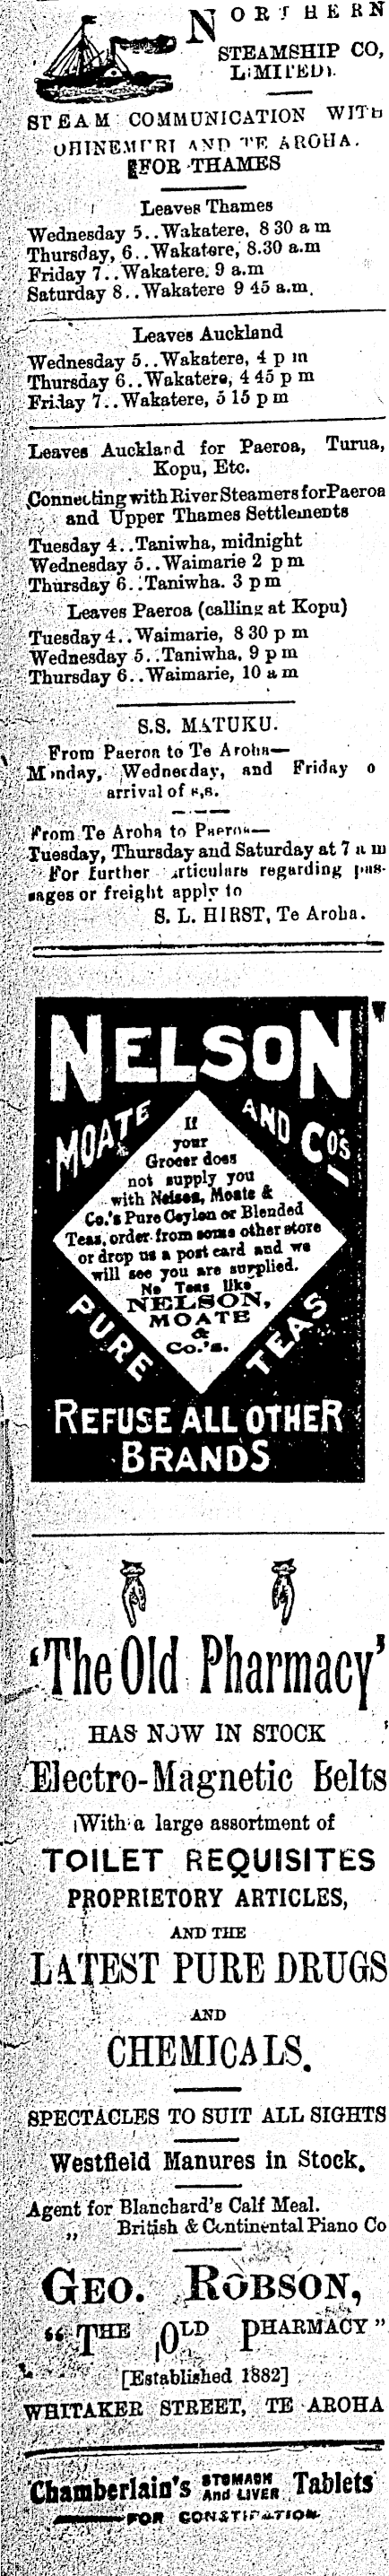 NORTHERN
STEAMSHIP CO,
LIMITED).
STEAM COMMUNICATION WITH
OHINEMURI AND TE AROHA.
FOR THAMES
Leaves Thames
Wednesday 5..Wakatere, 8 30 a m
Thursday, 6..Wakatere, 8.30 a.m
Friday 7..Wakatere. 9 a.m
Saturday 8..Wakatere 9 45 a.m.
Leaves Auckland
Wednesday 5..Wakatere, 4 p m
Thursday 6..Wakatere, 4 45 p m
Friday 7..Wakatere, 5 15 p m
Leaves Auckland for Paeroa, Turua,
Kopu, Etc.
Connecting with River Steamers for Paeroa
and Upper Thames Settlements
Tuesday 4..Taniwha, midnight
Wednesday 5..Waimarie 2 p m
Thursday 6..Taniwha. 3 p m
Leaves Paeroa (calling at Kopu)
Tuesday 4..Waimarie, 8 30 p m
Wednesday 5..Taniwha, 9 p m
Thursday 6..Waimarie, 10 a m
S.S. MATUKU.
From Paeroa to Te Aroha—
Monday, Wednesday, and Friday o
arrival of s,s.
From Te Aroha to Paeroa—
Tuesday, Thursday and Saturday at 7 a m
For further articulars regarding pas-
sages or freight apply to
S. L. HIRST, Te Aroha.
NELSON
MOATE AND CO'S
If
your
Grocer does
not supply you
with Nelson, Moate &
Co.'s Pure Ceylon or Blended
Teas, order from some other store
or drop us a post card and we
will see you are supplied.
No Teas like
NELSON,
MOATE
&
Co.'s.
PURE TEAS
REFUSE ALL OTHER
BRANDS
'The Old Pharmacy'
HAS NOW IN STOCK
Electro-Magnetic Belts
With a large assortment of
TOILET REQUISITES
PROPRIETORY ARTICLES,
AND THE
LATEST PURE DRUGS
AND
CHEMICALS.
SPECTACLES TO SUIT ALL SIGHTS
Westfield Manures in Stock.
Agent for Blanchard's Calf Meal.
,, British & Continental Piano Co
GEO. ROBSON,
"THE OLD PHARMACY"
[Established 1882]
WHITAKER STREET, TE AROHA
Chamberlain's STOMACH And LIVER Tablets
FOR CONSTIPATION